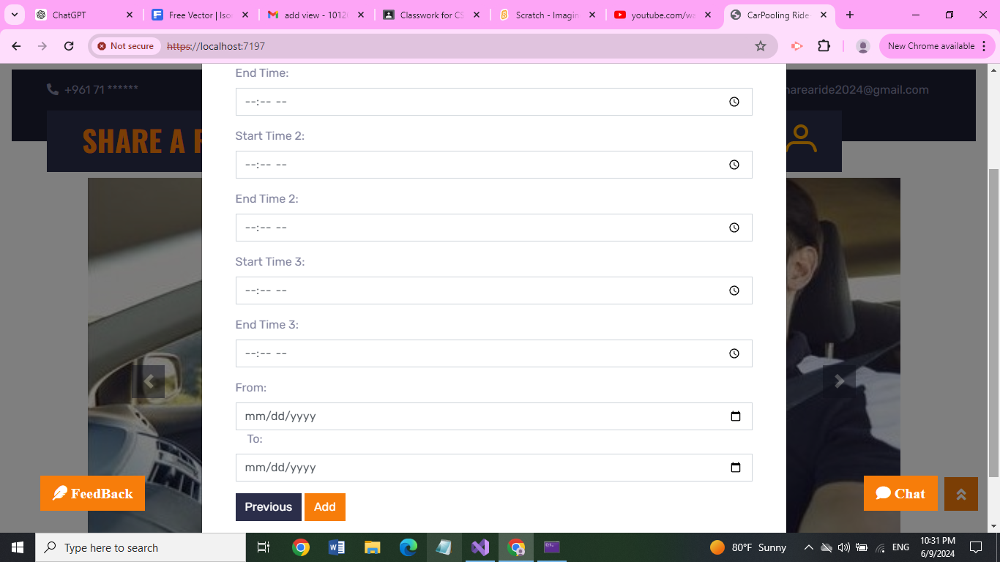 ChatGPT
Free Vector | Iso
add view - 1012
Classwork for CS
Scratch - Imagin
youtube.com/wa
CarPooling Ride
Not secure
https://localhost:7197
New Chrome available
End Time:
+961 71 ******
harearide2024@gmail.com
--:-- --
SHARE A R
Start Time 2:
--:-- --
End Time 2:
--:-- --
Start Time 3:
--:-- --
End Time 3:
--:-- --
From:
mm/dd/yyyy
To:
mm/dd/yyyy
FeedBack
Chat
Previous
Add
Type here to search
80°F Sunny
ENG
10:31 PM
6/9/2024